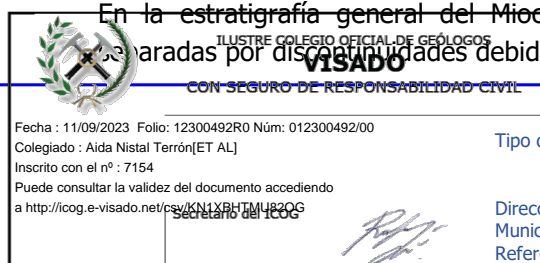 En la estratigrafía general del Mioc
ILUSTRE COLEGIO OFICIAL DE GEÓLOGOS
separadas por discontinuidades debid
VISADO
CON SEGURO DE RESPONSABILIDAD CIVIL
Fecha : 11/09/2023 Folio: 12300492R0 Núm: 012300492/00
Colegiado : Aida Nistal Terrón[ET AL]
Tipo d
Inscrito con el nº : 7154
Puede consultar la validez del documento accediendo
a http://icog.e-visado.net/csv/KN1XBHTMU82QG
Secretario del ICOG
Direcc
Munic
Refer